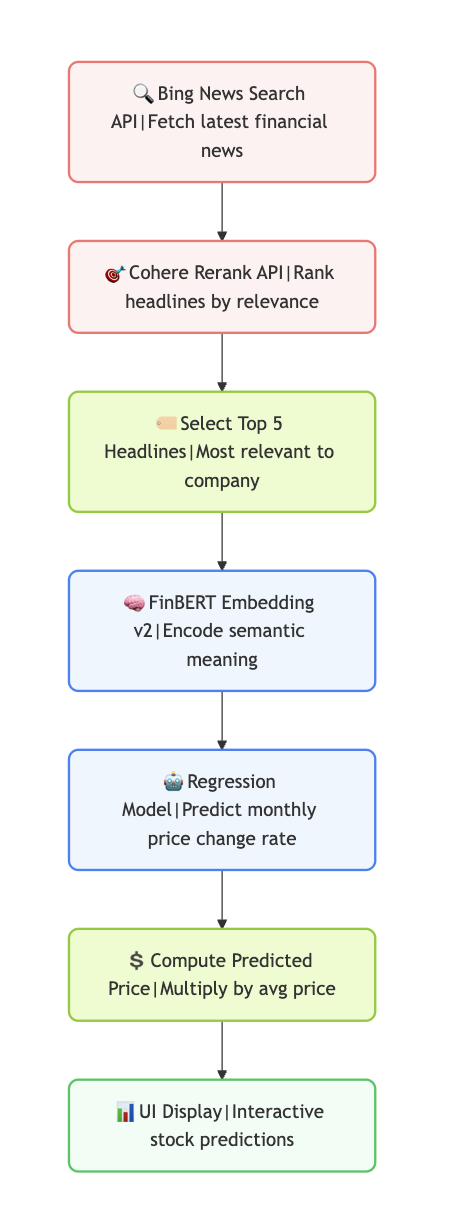 🔍 Bing News Search
API|Fetch latest financial
news
🎯 Cohere Rerank API|Rank
headlines by relevance
🏷️ Select Top 5
Headlines|Most relevant to
company
🧠 FinBERT Embedding
v2|Encode semantic
meaning
🤖 Regression
Model|Predict monthly
price change rate
💲 Compute Predicted
Price|Multiply by avg price
📊 UI Display|Interactive
stock predictions